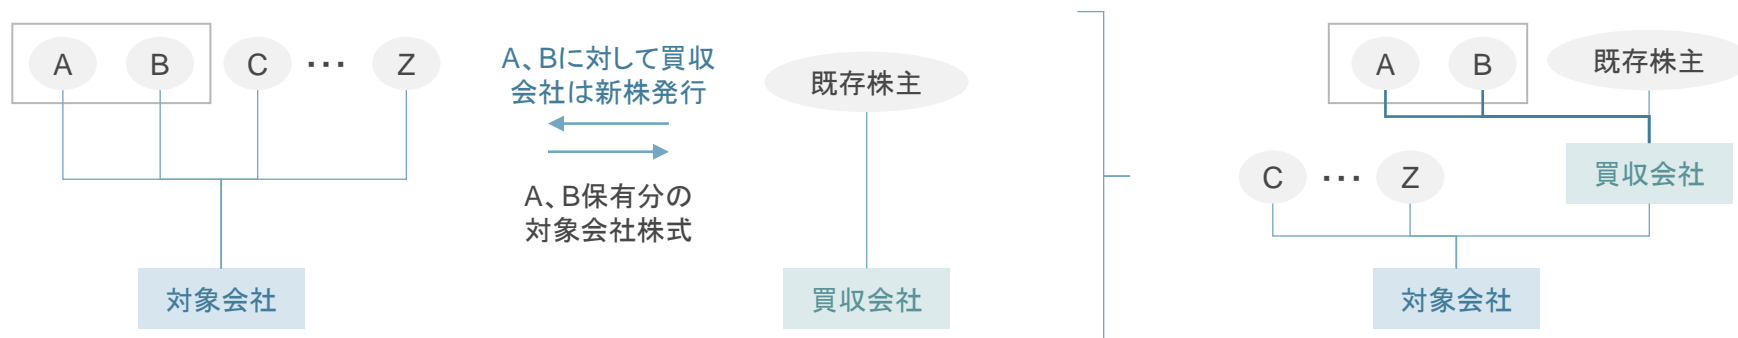 A B C ··· Z
対象会社
A、Bに対して買収
会社は新株発行
A、B保有分の
対象会社株式
既存株主
買収会社
A B 既存株主
C ··· Z 買収会社
対象会社